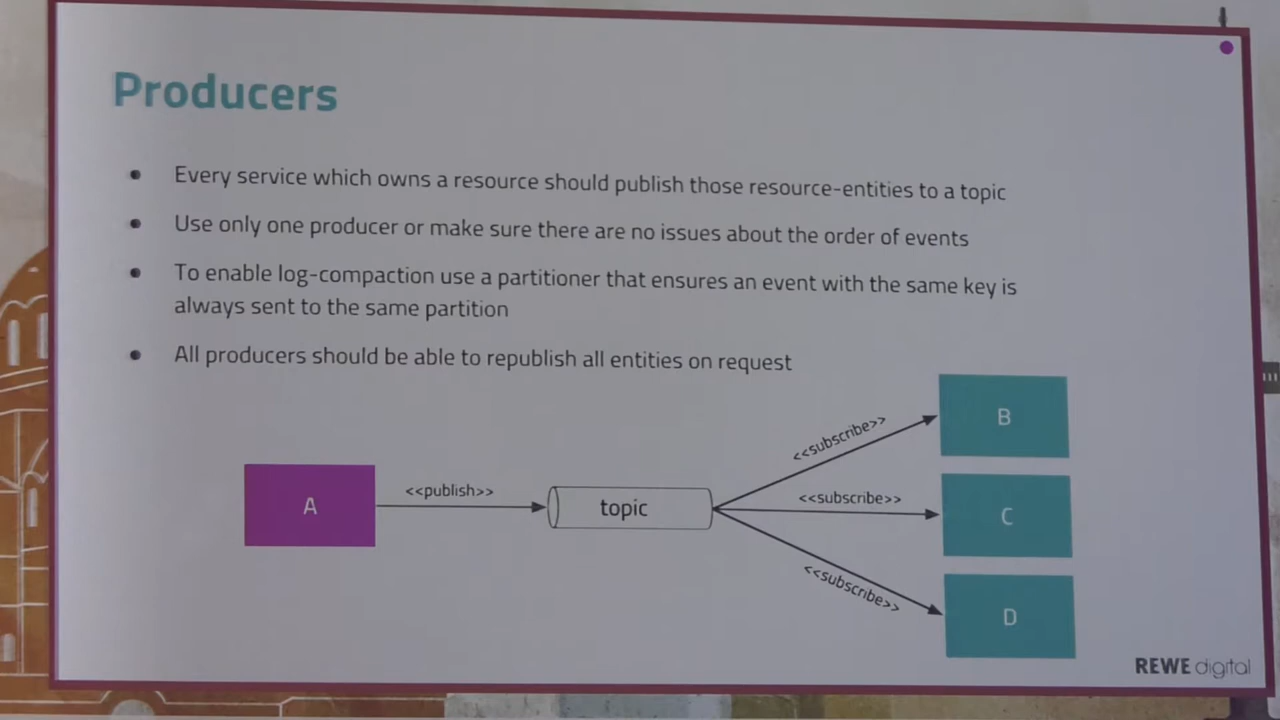 Producers
Every service which owns a resource should publish those resource-entities to a topic
Use only one producer or make sure there are no issues about the order of events
To enable log-compaction use a partitioner that ensures an event with the same key is
always sent to the same partition
All producers should be able to republish all entities on request
A
<<publish>>
topic
<<subscribe>>
B
<<subscribe>>
C
<<subscribe>>
D
REWE digital